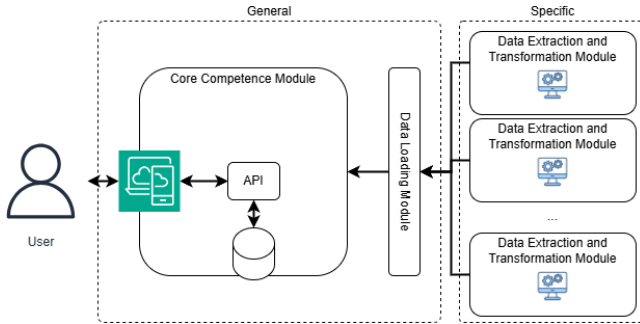 General
Specific
Core Competence Module
API
Data Loading Module
Data Extraction and
Transformation Module
Data Extraction and
Transformation Module
...
Data Extraction and
Transformation Module
User